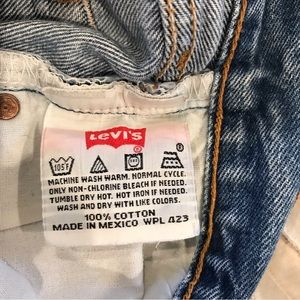 Levi's
105F
MACHINE WASH WARM. NORMAL CYCLE.
ONLY NON-CHLORINE BLEACH IF NEEDED.
TUMBLE DRY HOT. HOT IRON IF NEEDED.
WASH AND DRY WITH LIKE COLORS.
100% COTTON
MADE IN MEXICO WPL 423